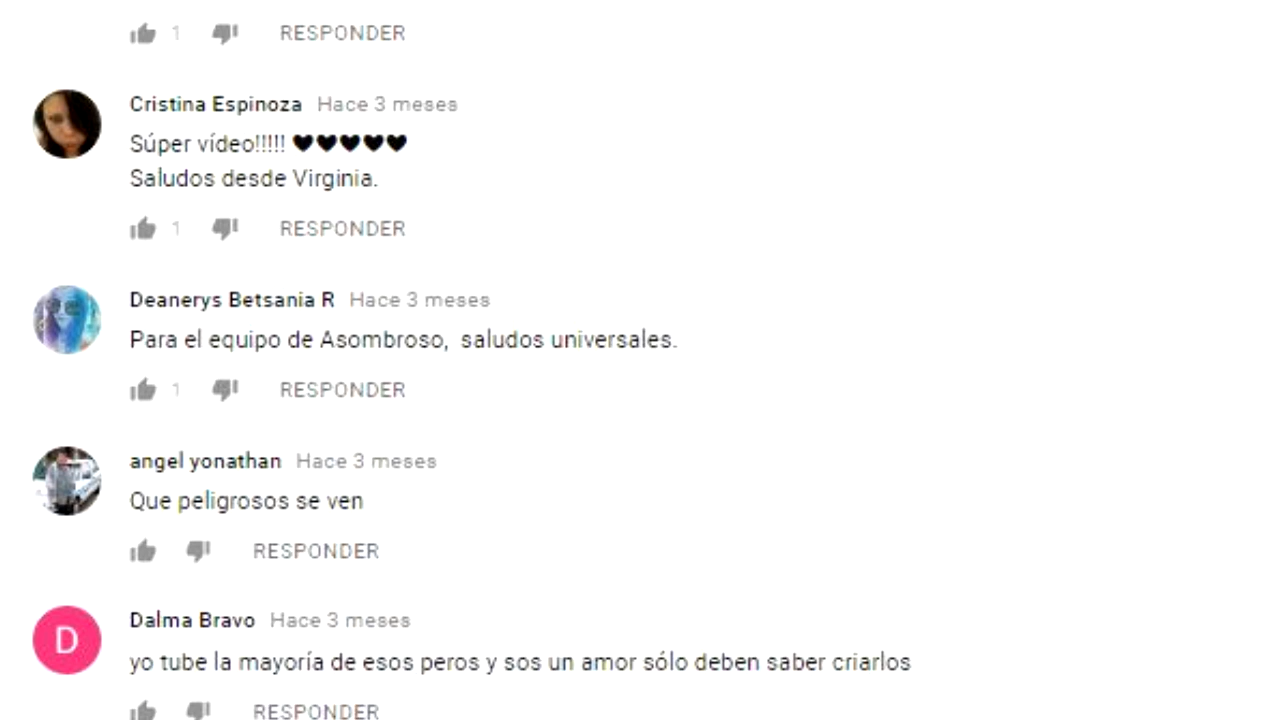 1 RESPONDER
Cristina Espinoza Hace 3 meses
Súper vídeo!!!!! ♥♥♥♥♥
Saludos desde Virginia.
1 RESPONDER
Deanerys Betsania R Hace 3 meses
Para el equipo de Asombroso, saludos universales.
1 RESPONDER
angel yonathan Hace 3 meses
Que peligrosos se ven
RESPONDER
D
Dalma Bravo Hace 3 meses
yo tube la mayoría de esos peros y sos un amor sólo deben saber criarlos
RESPONDER